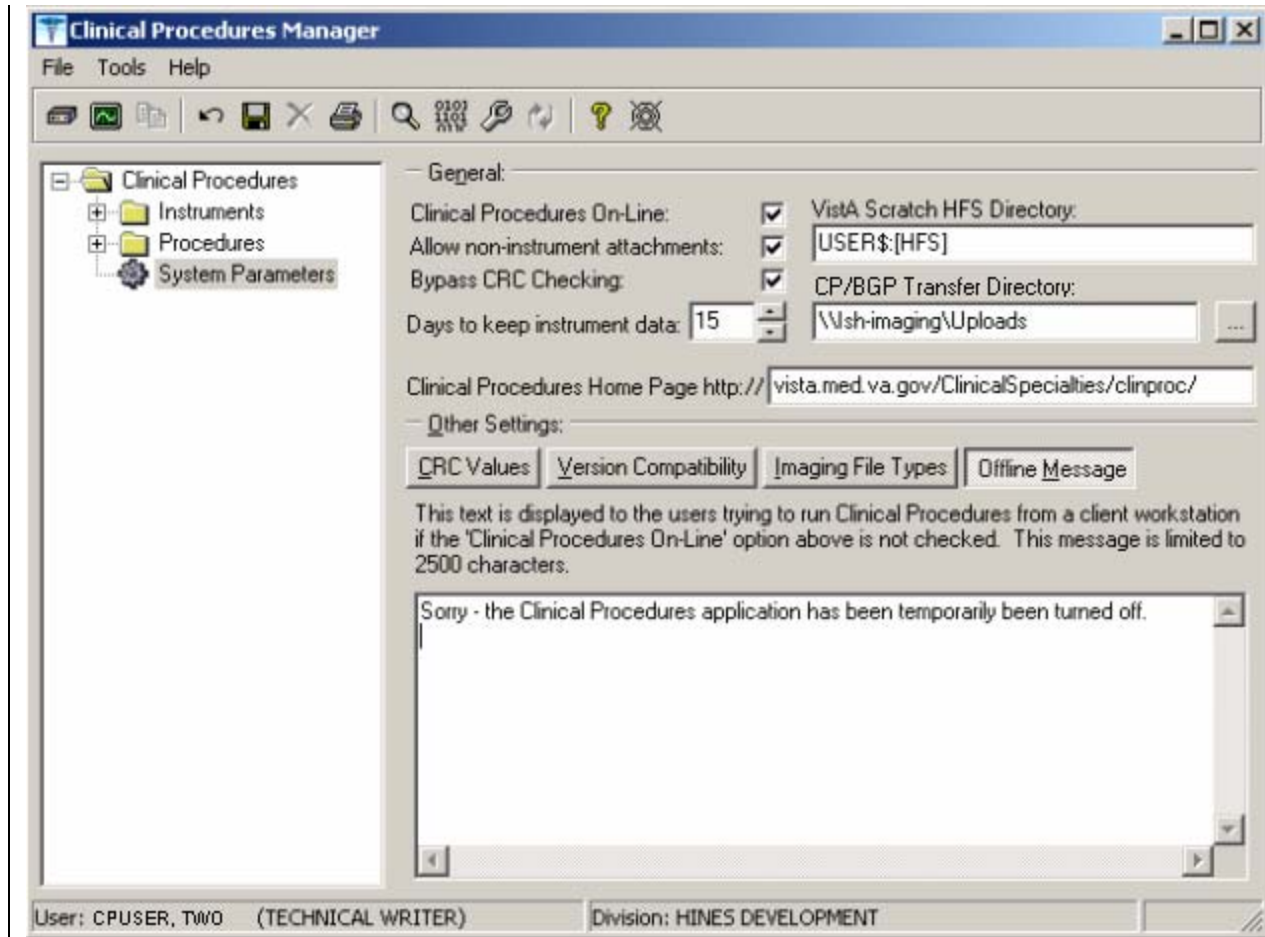 Clinical Procedures Manager
File Tools Help
Clinical Procedures
Instruments
Procedures
System Parameters
General:
Clinical Procedures On-Line:
Allow non-instrument attachments:
Bypass CRC Checking:
Days to keep instrument data: 15
VistA Scratch HFS Directory:
USER$:[HFS]
CP/BGP Transfer Directory:
\\Ish-imaging\Uploads
...
Clinical Procedures Home Page http:// vista.med.va.gov/ClinicalSpecialties/clinproc/
Other Settings:
CRC Values Version Compatibility Imaging File Types Offline Message
This text is displayed to the users trying to run Clinical Procedures from a client workstation
if the 'Clinical Procedures On-Line' option above is not checked. This message is limited to
2500 characters.
Sorry - the Clinical Procedures application has been temporarily been turned off.
User: CPUSER, TWO (TECHNICAL WRITER) Division: HINES DEVELOPMENT